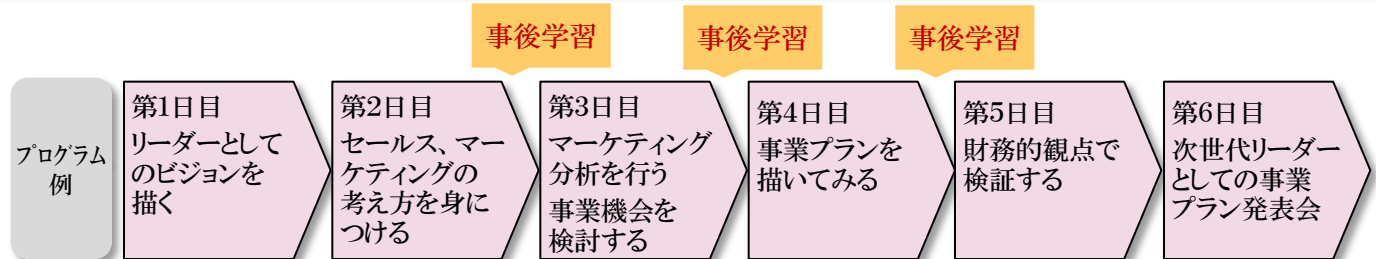 事後学習
事後学習
事後学習
プログラム
例
第1日目
リーダーとして
のビジョンを
描く
第2日目
セールス、マー
ケティングの
考え方を身に
つける
第3日目
マーケティング
分析を行う
事業機会を
検討する
第4日目
事業プランを
描いてみる
第5日目
財務的観点で
検証する
第6日目
次世代リーダー
としての事業
プラン発表会